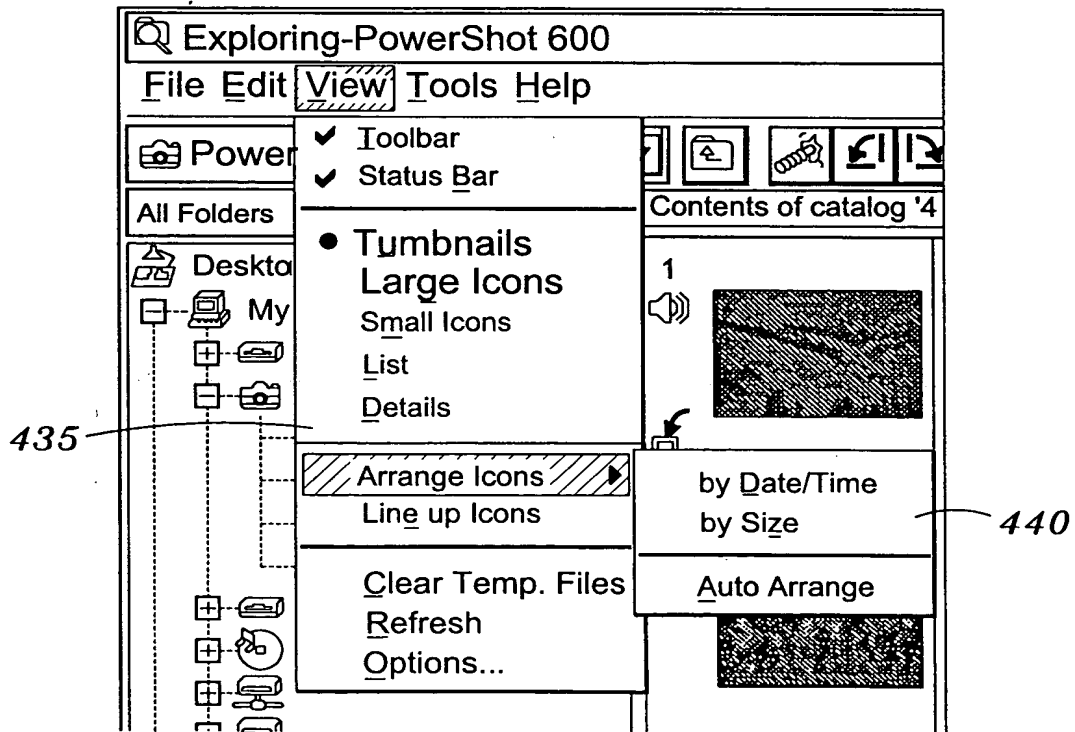 Exploring-PowerShot 600
File Edit View Tools Help
Power
All Folders
Contents of catalog '4
Toolbar
Status Bar
Tumbnails
Large Icons
Small Icons
List
Details
Arrange Icons
Line up Icons
Clear Temp. Files
Refresh
Options...
by Date/Time
by Size
Auto Arrange
Deskto
My
1
435
440